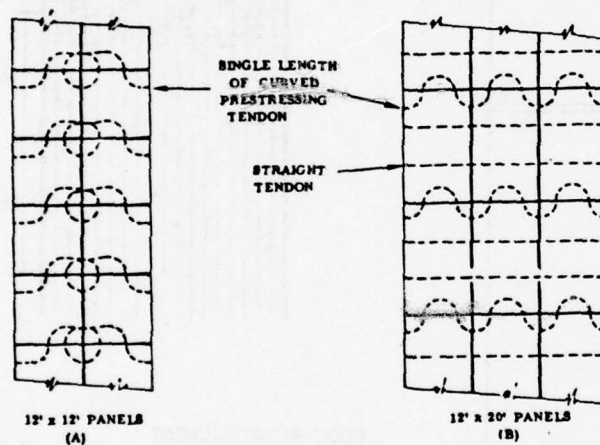 SINGLE LENGTH
OF CURVED
PRESTRESSING
TENDON
STRAIGHT
TENDON
12' x 12' PANELS
(A)
12' x 20' PANELS
(B)